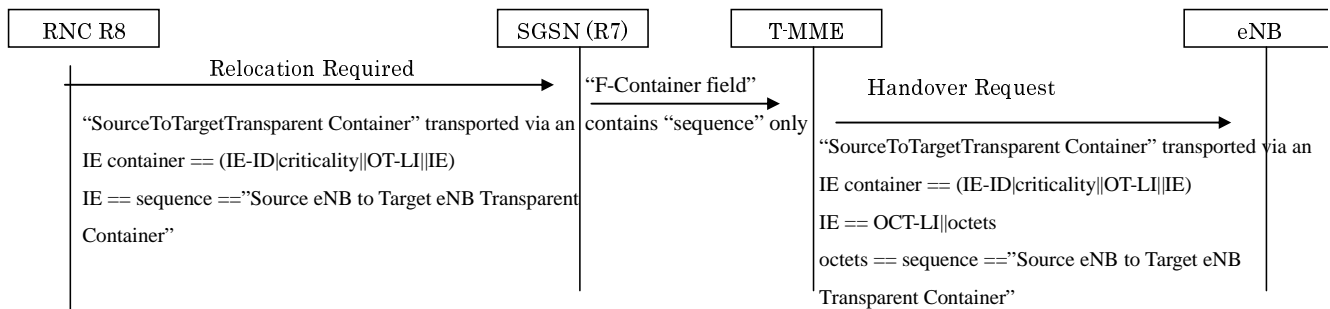 RNC R8
SGSN (R7)
T-MME
eNB
Relocation Required
“F-Container field”
contains “sequence” only
Handover Request
“SourceToTargetTransparent Container” transported via an
IE container == (IE-ID|criticality||OT-LI||IE)
IE == sequence ==”Source eNB to Target eNB Transparent
Container”
“SourceToTargetTransparent Container” transported via an
IE container == (IE-ID|criticality||OT-LI||IE)
IE == OCT-LI||octets
octets == sequence ==”Source eNB to Target eNB
Transparent Container”